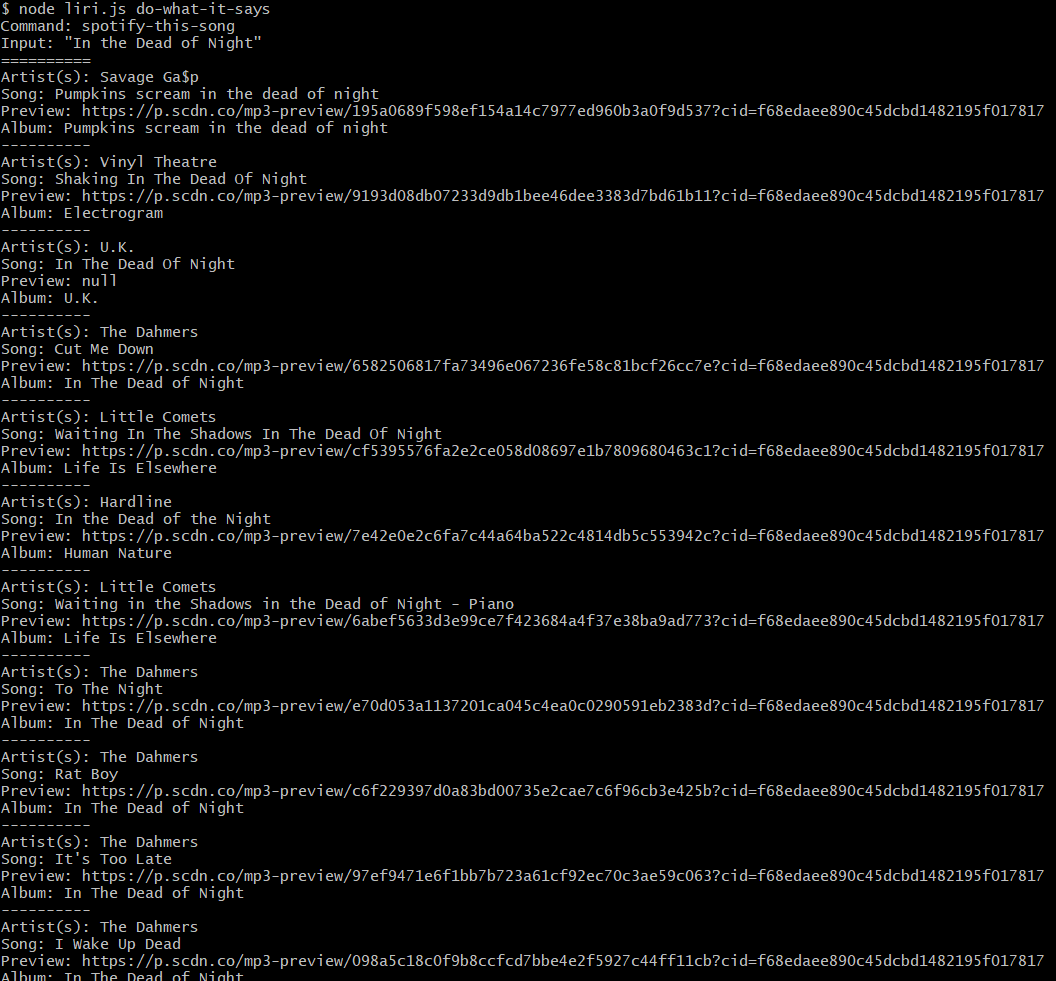 $ node liri.js do-what-it-says
Command: spotify-this-song
Input: "In the Dead of Night"
==========
Artist(s): Savage Ga$p
Song: Pumpkins scream in the dead of night
Preview: https://p.scdn.co/mp3-preview/195a0689f598ef154a14c7977ed960b3a0f9d537?cid=f68edaee890c45dcbd1482195f017817
Album: Pumpkins scream in the dead of night
----------
Artist(s): Vinyl Theatre
Song: Shaking In The Dead Of Night
Preview: https://p.scdn.co/mp3-preview/9193d08db07233d9db1bee46dee3383d7bd61b11?cid=f68edaee890c45dcbd1482195f017817
Album: Electrogram
----------
Artist(s): U.K.
Song: In The Dead Of Night
Preview: null
Album: U.K.
----------
Artist(s): The Dahmers
Song: Cut Me Down
Preview: https://p.scdn.co/mp3-preview/6582506817fa73496e067236fe58c81bcf26cc7e?cid=f68edaee890c45dcbd1482195f017817
Album: In The Dead of Night
----------
Artist(s): Little Comets
Song: Waiting In The Shadows In The Dead Of Night
Preview: https://p.scdn.co/mp3-preview/cf5395576fa2e2ce058d08697e1b7809680463c1?cid=f68edaee890c45dcbd1482195f017817
Album: Life Is Elsewhere
----------
Artist(s): Hardline
Song: In the Dead of the Night
Preview: https://p.scdn.co/mp3-preview/7e42e0e2c6fa7c44a64ba522c4814db5c553942c?cid=f68edaee890c45dcbd1482195f017817
Album: Human Nature
----------
Artist(s): Little Comets
Song: Waiting in the Shadows in the Dead of Night - Piano
Preview: https://p.scdn.co/mp3-preview/6abef5633d3e99ce7f423684a4f37e38ba9ad773?cid=f68edaee890c45dcbd1482195f017817
Album: Life Is Elsewhere
----------
Artist(s): The Dahmers
Song: To The Night
Preview: https://p.scdn.co/mp3-preview/e70d053a1137201ca045c4ea0c0290591eb2383d?cid=f68edaee890c45dcbd1482195f017817
Album: In The Dead of Night
----------
Artist(s): The Dahmers
Song: Rat Boy
Preview: https://p.scdn.co/mp3-preview/c6f229397d0a83bd00735e2cae7c6f96cb3e425b?cid=f68edaee890c45dcbd1482195f017817
Album: In The Dead of Night
----------
Artist(s): The Dahmers
Song: It's Too Late
Preview: https://p.scdn.co/mp3-preview/97ef9471e6f1bb7b723a61cf92ec70c3ae59c063?cid=f68edaee890c45dcbd1482195f017817
Album: In The Dead of Night
----------
Artist(s): The Dahmers
Song: I Wake Up Dead
Preview: https://p.scdn.co/mp3-preview/098a5c18c0f9b8ccfcd7bbe4e2f5927c44ff11cb?cid=f68edaee890c45dcbd1482195f017817
Album: In The Dead of Night